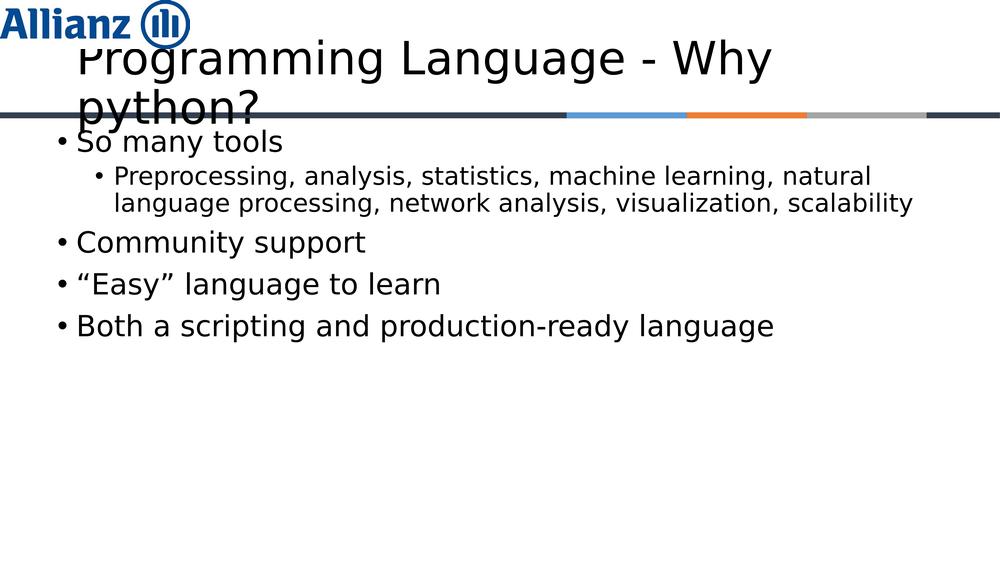 Allianz
Programming Language - Why
python?
• So many tools
• Preprocessing, analysis, statistics, machine learning, natural
language processing, network analysis, visualization, scalability
• Community support
• “Easy” language to learn
• Both a scripting and production-ready language